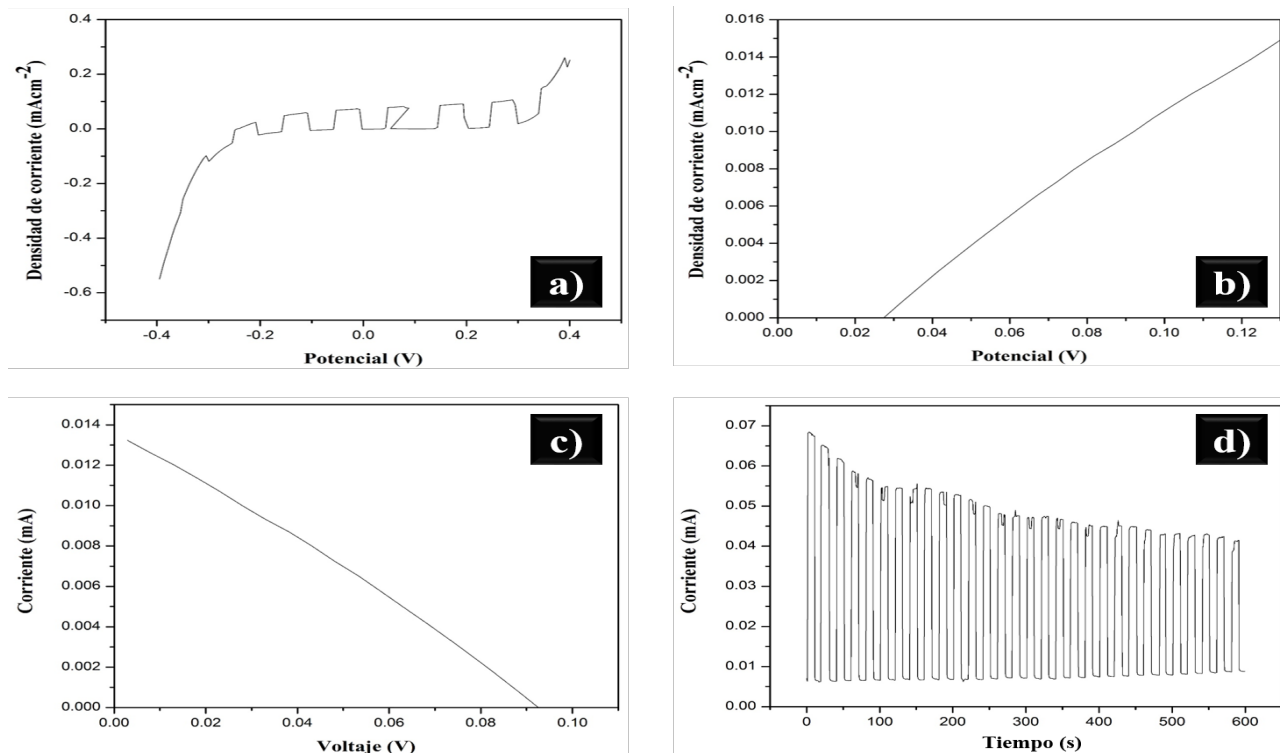 0.4
0.2
0.0
-0.2
-0.4
-0.6
Densidad de corriente (mAcm-2)
-0.4 -0.2 0.0 0.2 0.4
Potencial (V)
a)
0.016
0.014
0.012
0.010
0.008
0.006
0.004
0.002
0.000
Densidad de corriente (mAcm-2)
0.00 0.02 0.04 0.06 0.08 0.10 0.12
Potencial (V)
b)
0.014
0.012
0.010
0.008
0.006
0.004
0.002
0.000
Corriente (mA)
0.00 0.02 0.04 0.06 0.08 0.10
Voltaje (V)
c)
0.07
0.06
0.05
0.04
0.03
0.02
0.01
0.00
Corriente (mA)
0 100 200 300 400 500 600
Tiempo (s)
d)